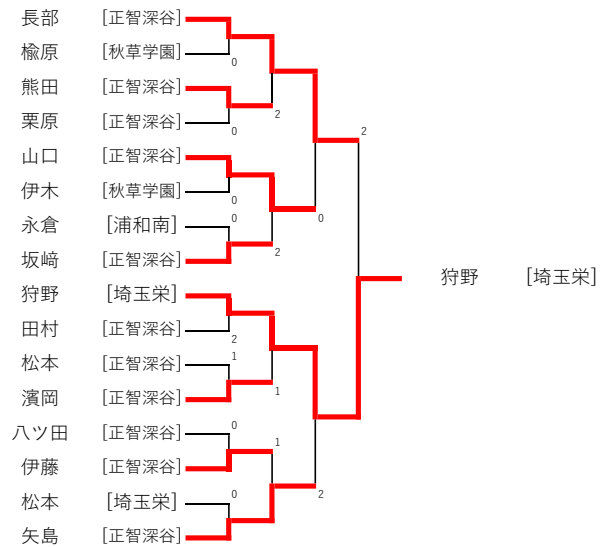 長部 [正智深谷]
楡原 [秋草学園]
0
熊田 [正智深谷]
2
栗原 [正智深谷]
0
2
山口 [正智深谷]
伊木 [秋草学園]
0
0
永倉 [浦和南]
0
坂﨑 [正智深谷]
2
狩野 [埼玉栄]
狩野 [埼玉栄]
田村 [正智深谷]
2
松本 [正智深谷]
1
濱岡 [正智深谷]
1
八ツ田 [正智深谷]
0
1
伊藤 [正智深谷]
松本 [埼玉栄]
0
2
矢島 [正智深谷]